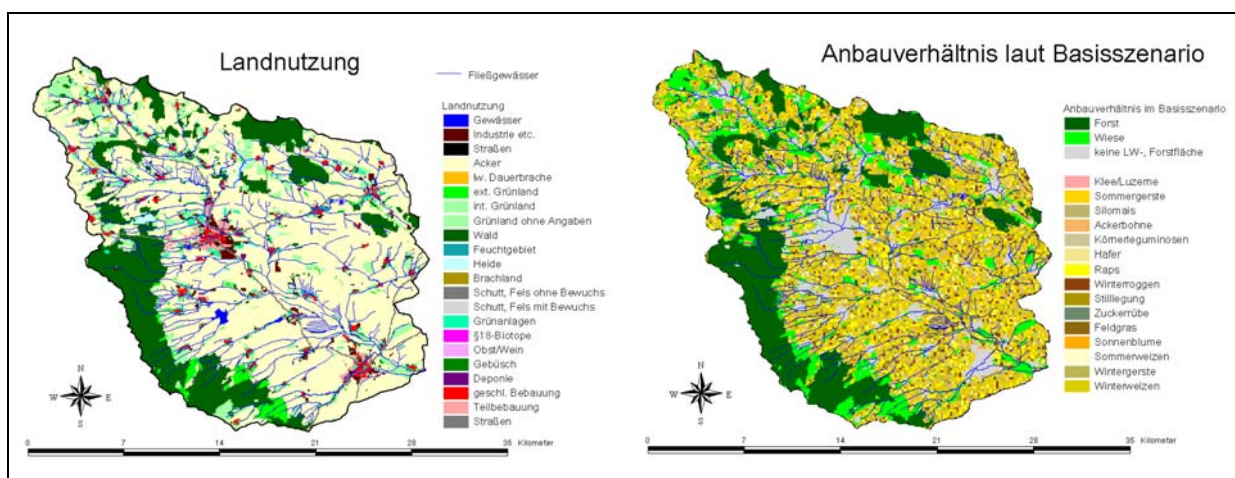 Landnutzung
Fließgewässer
Landnutzung
Gewässer
Industrie etc.
Straßen
Acker
lw. Dauerbrache
ext. Grünland
int. Grünland
Grünland ohne Angaben
Wald
Feuchtgebiet
Heide
Brachland
Schutt, Fels ohne Bewuchs
Schutt, Fels mit Bewuchs
Grünanlagen
§18-Biotope
Obst/Wein
Gebüsch
Deponie
geschl. Bebauung
Teilbebauung
Straßen
N
W E
S
0 7 14 21 28 35 Kilometer
Anbauverhältnis laut Basisszenario
Anbauverhältnis im Basisszenario
Forst
Wiese
keine LW-, Forstfläche
Klee/Luzerne
Sommergerste
Silomais
Ackerbohne
Körnerleguminosen
Hafer
Raps
Winterroggen
Stilllegung
Zuckerrübe
Feldgras
Sonnenblume
Sommerweizen
Wintergerste
Winterweizen
N
W E
S
0 7 14 21 28 35 Kilometer